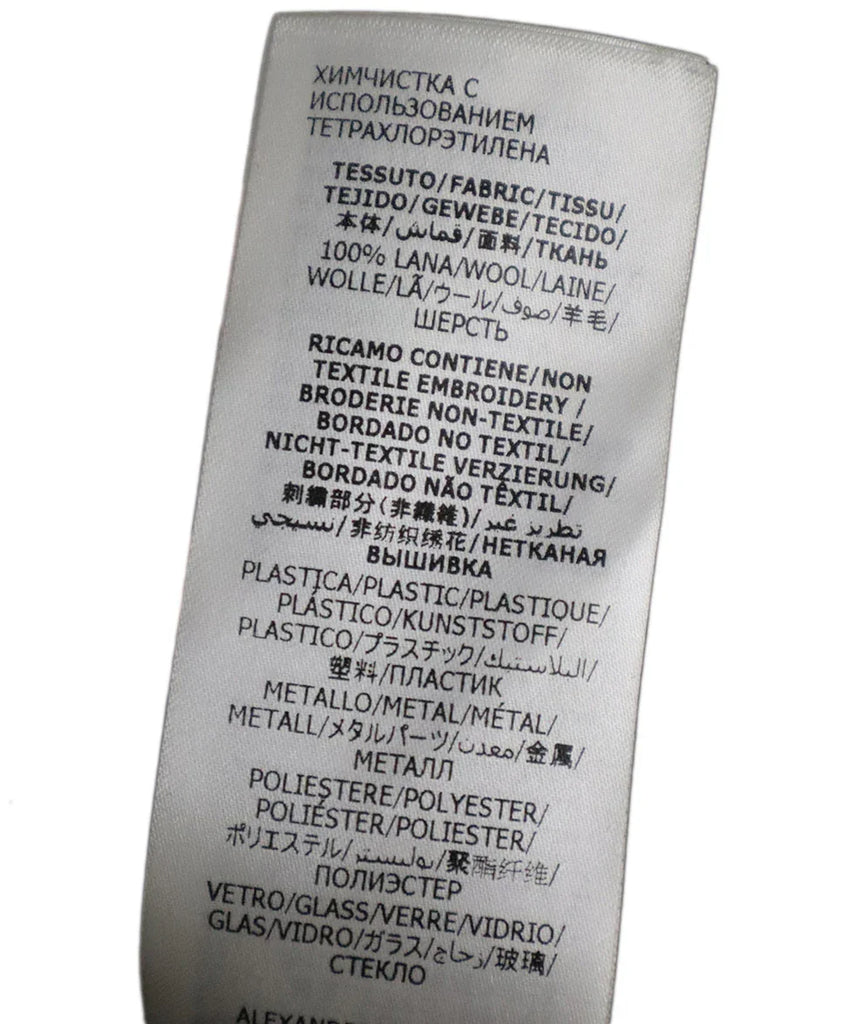 ХИМЧИСТКА С
ИСПОЛЬЗОВАНИЕМ
ТЕТРАХЛОРЭТИЛЕНА
TESSUTO/FABRIC/TISSU/
TEJIDO/GEWEBE/TECIDO/
本体/قماش/面料/ТКАНЬ
100% LANA/WOOL/LAINE/
WOLLE/LÃ/ウール/صوف/羊毛/
ШЕРСТЬ
RICAMO CONTIENE/NON
TEXTILE EMBROIDERY /
BRODERIE NON-TEXTILE/
BORDADO NO TEXTIL/
NICHT-TEXTILE VERZIERUNG/
BORDADO NÃO TÊXTIL/
刺繍部分(非繊維)/تطريز غير
نسيجي/非纺织绣花/НЕТКАНАЯ
ВЫШИВКА
PLASTICA/PLASTIC/PLASTIQUE/
PLÁSTICO/KUNSTSTOFF/
PLASTICO/プラスチック/البلاستيك/
塑料/ПЛАСТИК
METALLO/METAL/MÉTAL/
METALL/メタルパーツ/معدن/金属/
МЕТАЛЛ
POLIESTERE/POLYESTER/
POLIÉSTER/POLIESTER/
ポリエステル/بوليستر/聚酯纤维/
ПОЛИЭСТЕР
VETRO/GLASS/VERRE/VIDRIO/
GLAS/VIDRO/ガラス/زجاج/玻璃/
СТЕКЛО